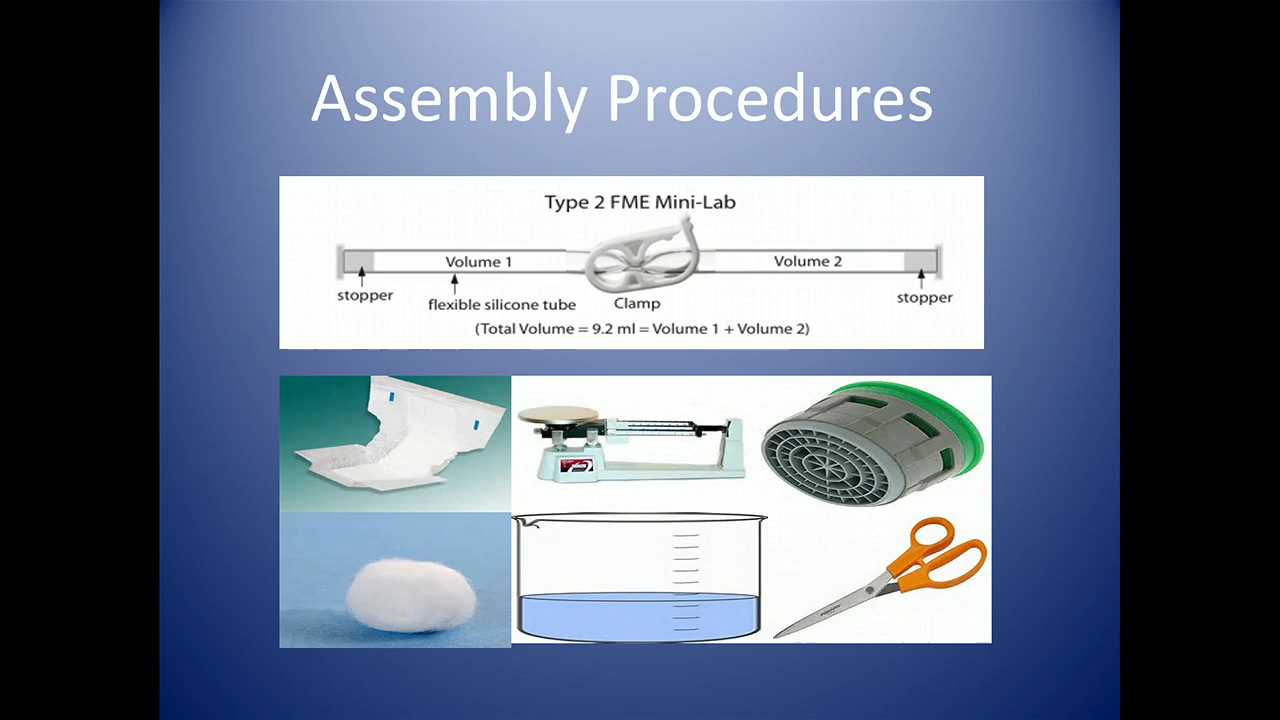 Assembly Procedures
Type 2 FME Mini-Lab
Volume 1
Volume 2
stopper
flexible silicone tube
Clamp
stopper
(Total Volume = 9.2 ml = Volume 1 + Volume 2)